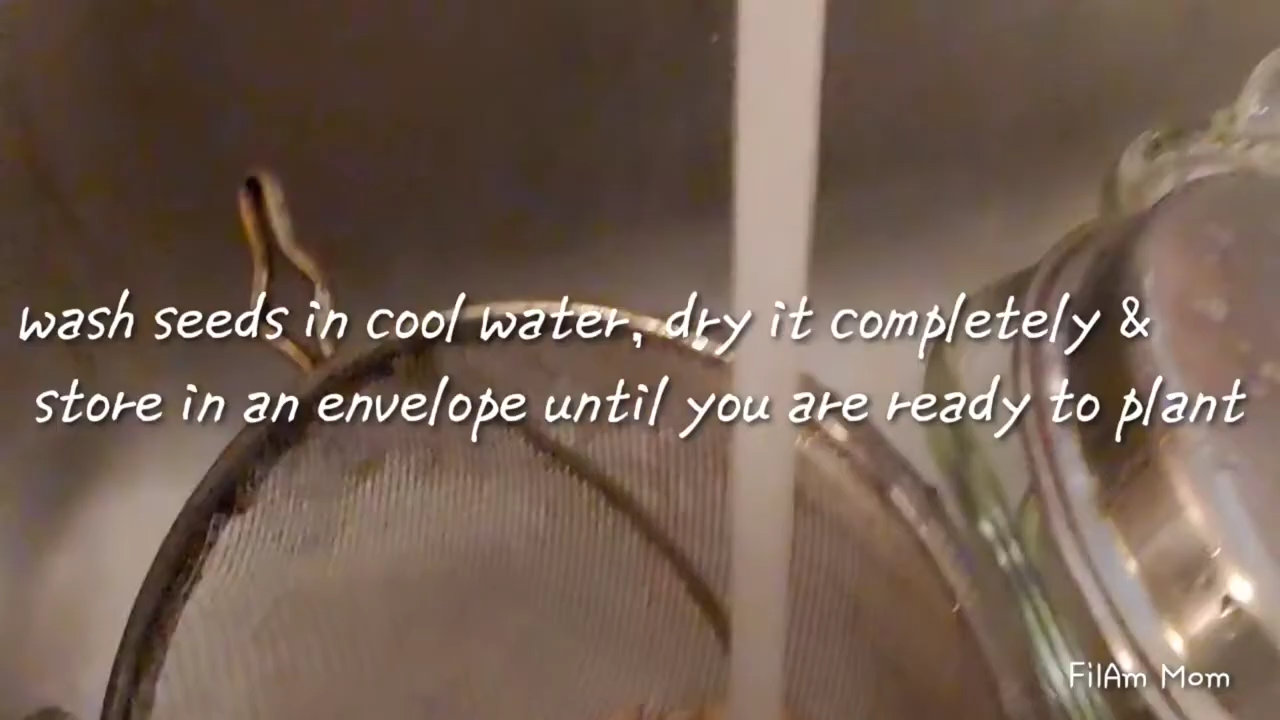 wash seeds in cool water, dry it completely &
store in an envelope until you are ready to plant
FilAm Mom